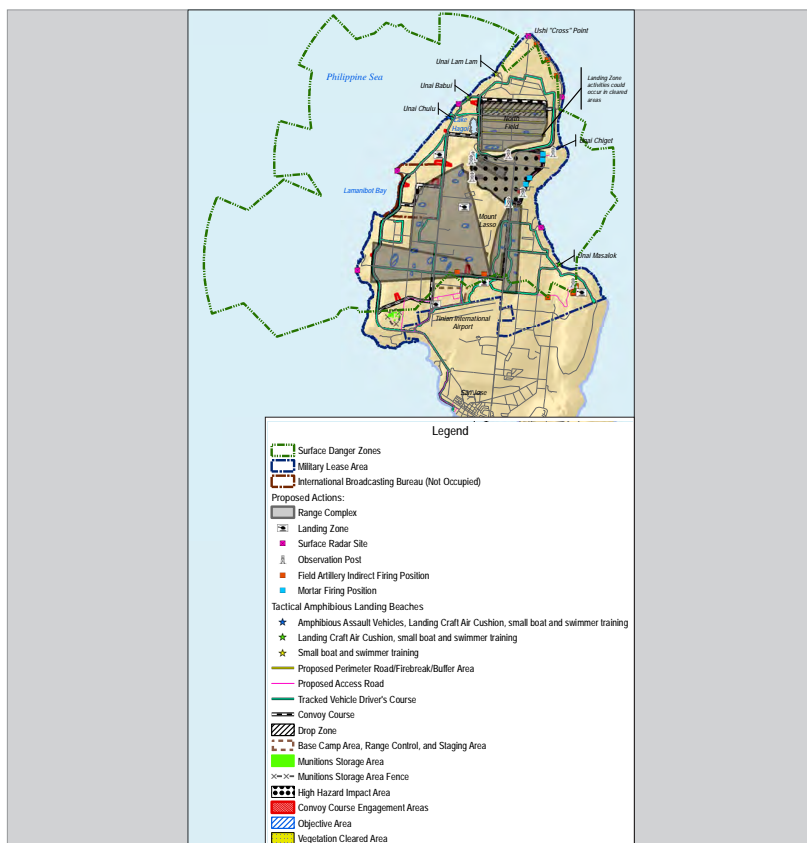 Ushi "Cross" Point
Unai Lam Lam
Philippine Sea
Landing Zone
activities could
occur in cleared
areas
Unai Babui
Unai Chulu
North
Field
Lake
Hagoi
Unai Chiget
Lamanibot Bay
Mount
Lasso
Unai Masalok
Tinian International
Airport
San Jose
Legend
Surface Danger Zones
Military Lease Area
International Broadcasting Bureau (Not Occupied)
Proposed Actions:
Range Complex
Landing Zone
Surface Radar Site
Observation Post
Field Artillery Indirect Firing Position
Mortar Firing Position
Tactical Amphibious Landing Beaches
Amphibious Assault Vehicles, Landing Craft Air Cushion, small boat and swimmer training
Landing Craft Air Cushion, small boat and swimmer training
Small boat and swimmer training
Proposed Perimeter Road/Firebreak/Buffer Area
Proposed Access Road
Tracked Vehicle Driver's Course
Convoy Course
Drop Zone
Base Camp Area, Range Control, and Staging Area
Munitions Storage Area
Munitions Storage Area Fence
High Hazard Impact Area
Convoy Course Engagement Areas
Objective Area
Vegetation Cleared Area